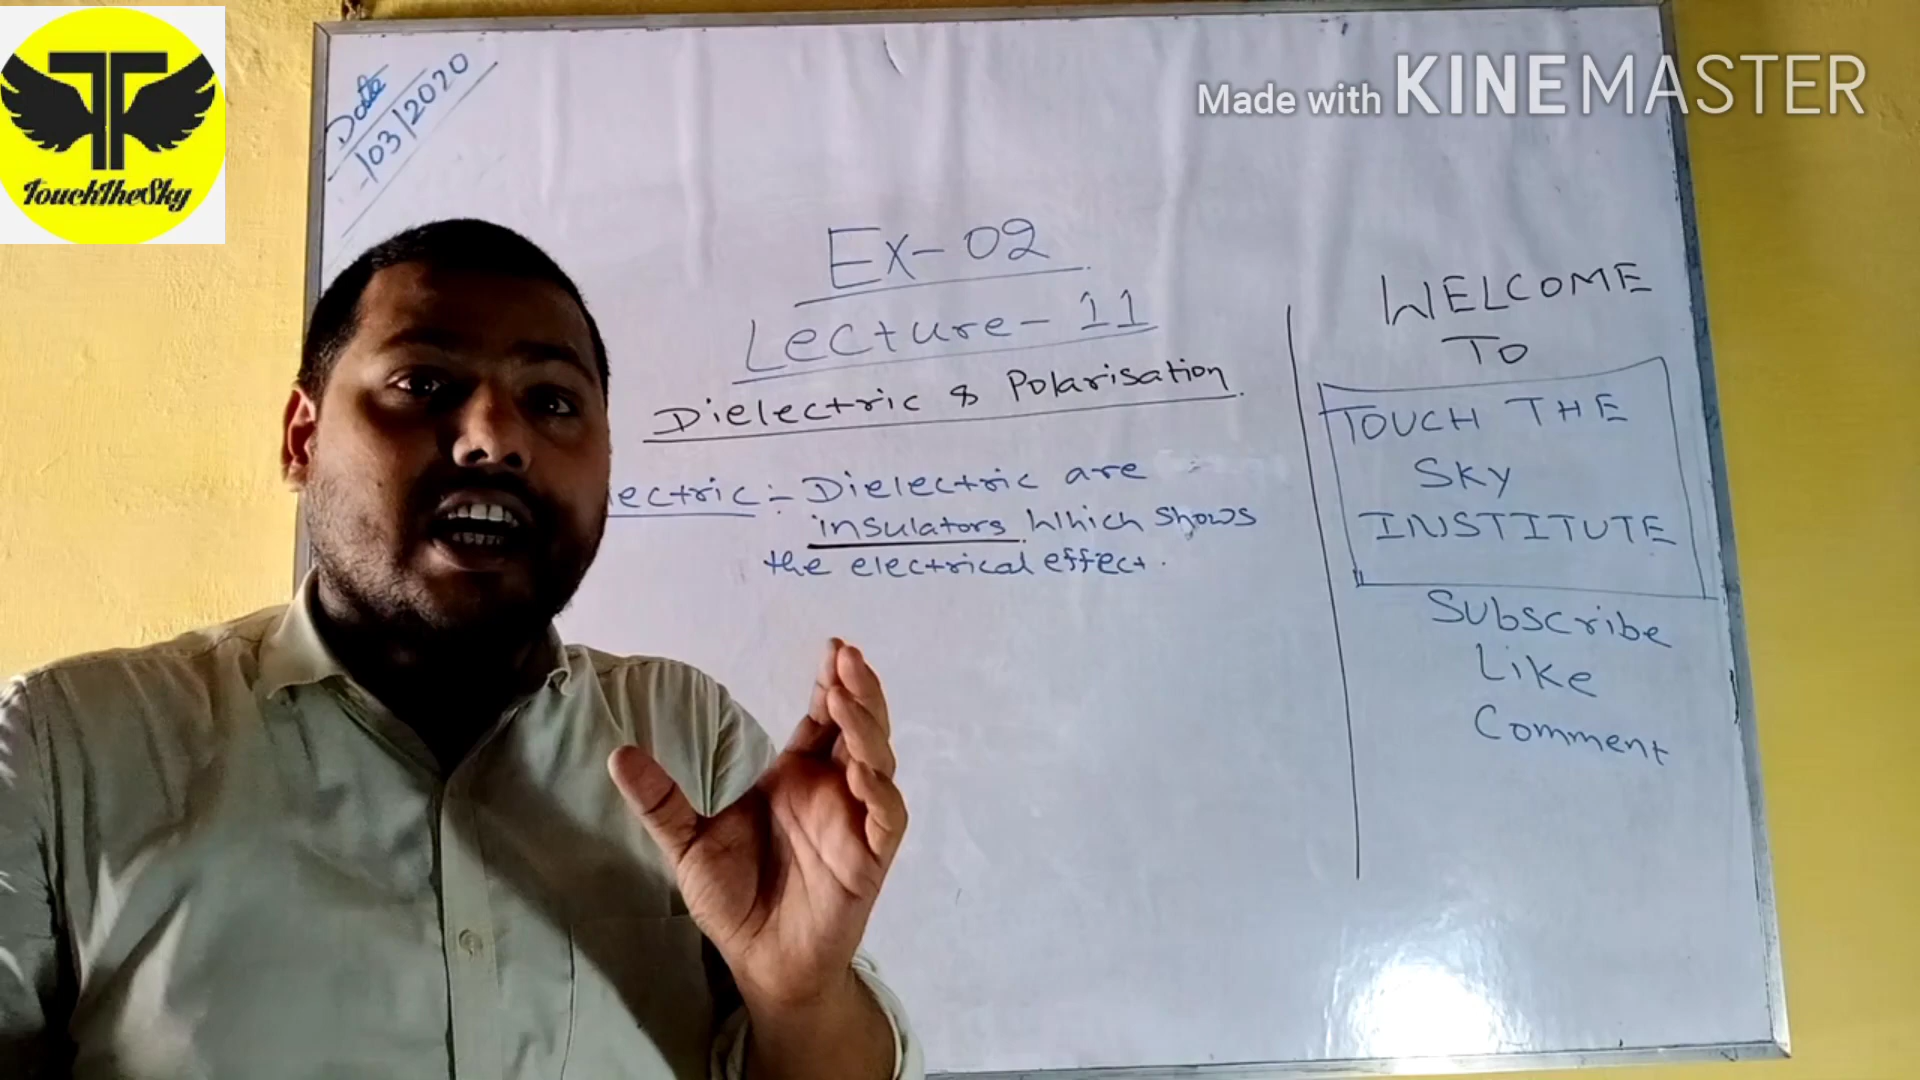 TouchTheSky
Made with KINEMASTER
Date
/03/2020
Ex-02
Lecture-11
Dielectric & Polarisation
lectric:- Dielectric are
insulators which shows
the electrical effect.
WELCOME
TO
TOUCH THE
SKY
INSTITUTE
Subscribe
Like
Comment